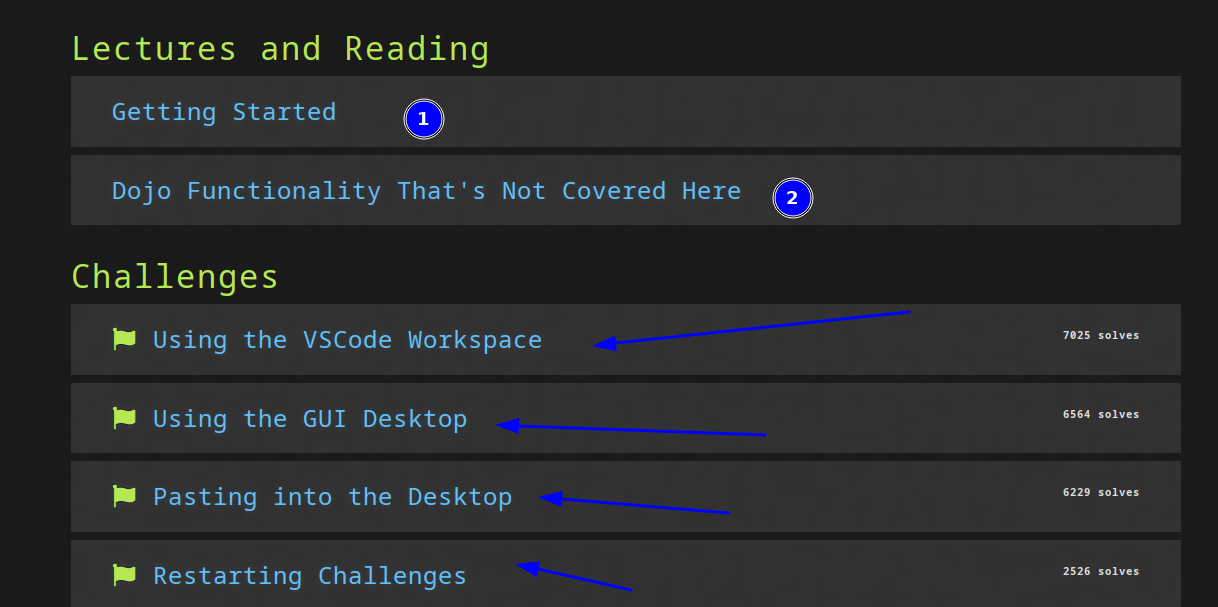 Lectures and Reading
Getting Started 1
Dojo Functionality That's Not Covered Here 2
Challenges
Using the VSCode Workspace 7025 solves
Using the GUI Desktop 6564 solves
Pasting into the Desktop 6229 solves
Restarting Challenges 2526 solves